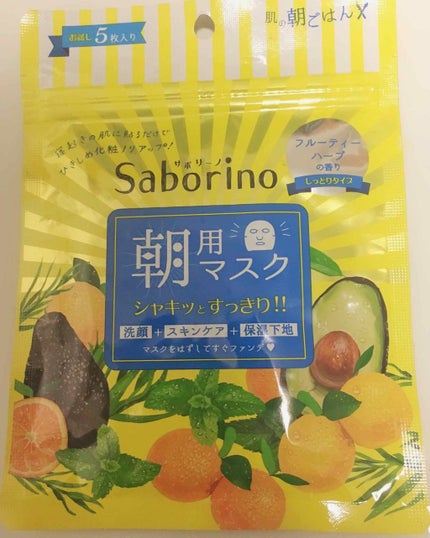 お試し5枚入り
肌の朝ごはん
寝起きの肌に貼るだけで
ひきしめ化粧ノリアップ!
サボリーノ
Saborino
フルーティー
ハーブ
の香り
しっとりタイプ
朝用マスク
シャキッとすっきり!!
洗顔+スキンケア+保湿下地
マスクをはずしてすぐファンデ♥